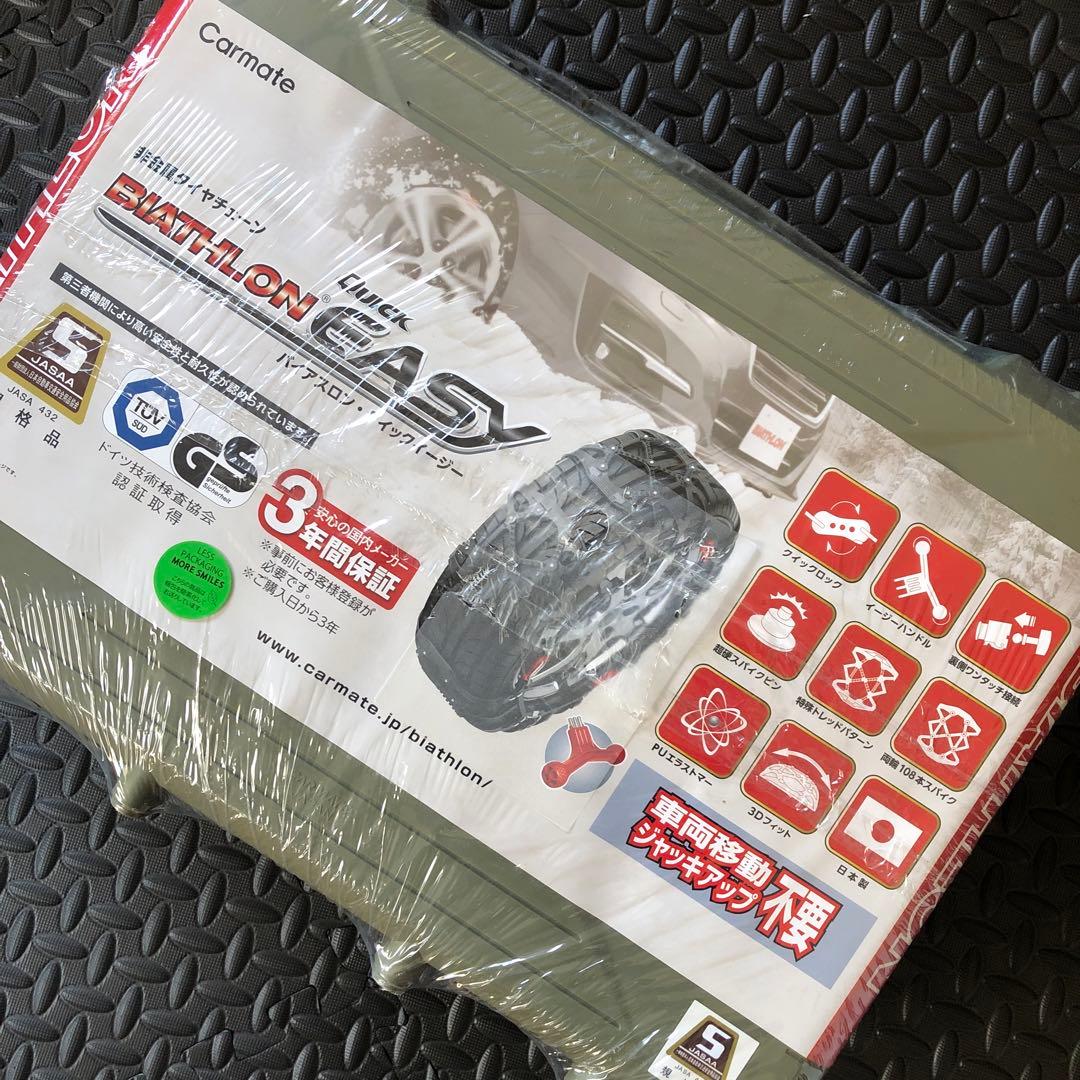 Carmate
非金属タイヤチェーン
BIATHLON®
QUICK
EASY
バイアスロン・イックイージー
第三者機関により高い安全性と耐久性が認められています。
S
JASAA
JASA 432
格品
TÜV
SÜD
GS
geprüfte
Sicherheit
ドイツ技術検査協会
認証取得
安心の国内メーカー
3年間保証
※事前にお客様登録が
必要です。
※ご購入日から3年
LESS
PACKAGING
MORE SMILES
www.carmate.jp/biathlon/
BIATHLON
クイックロック
イージーハンドル
裏側ワンタッチ接続
超硬スパイクピン
特殊トレッドパターン
両輪108本スパイク
PUエラストマー
3Dフィット
日本製
車両移動
ジャッキアップ
不要
S
JASAA
規